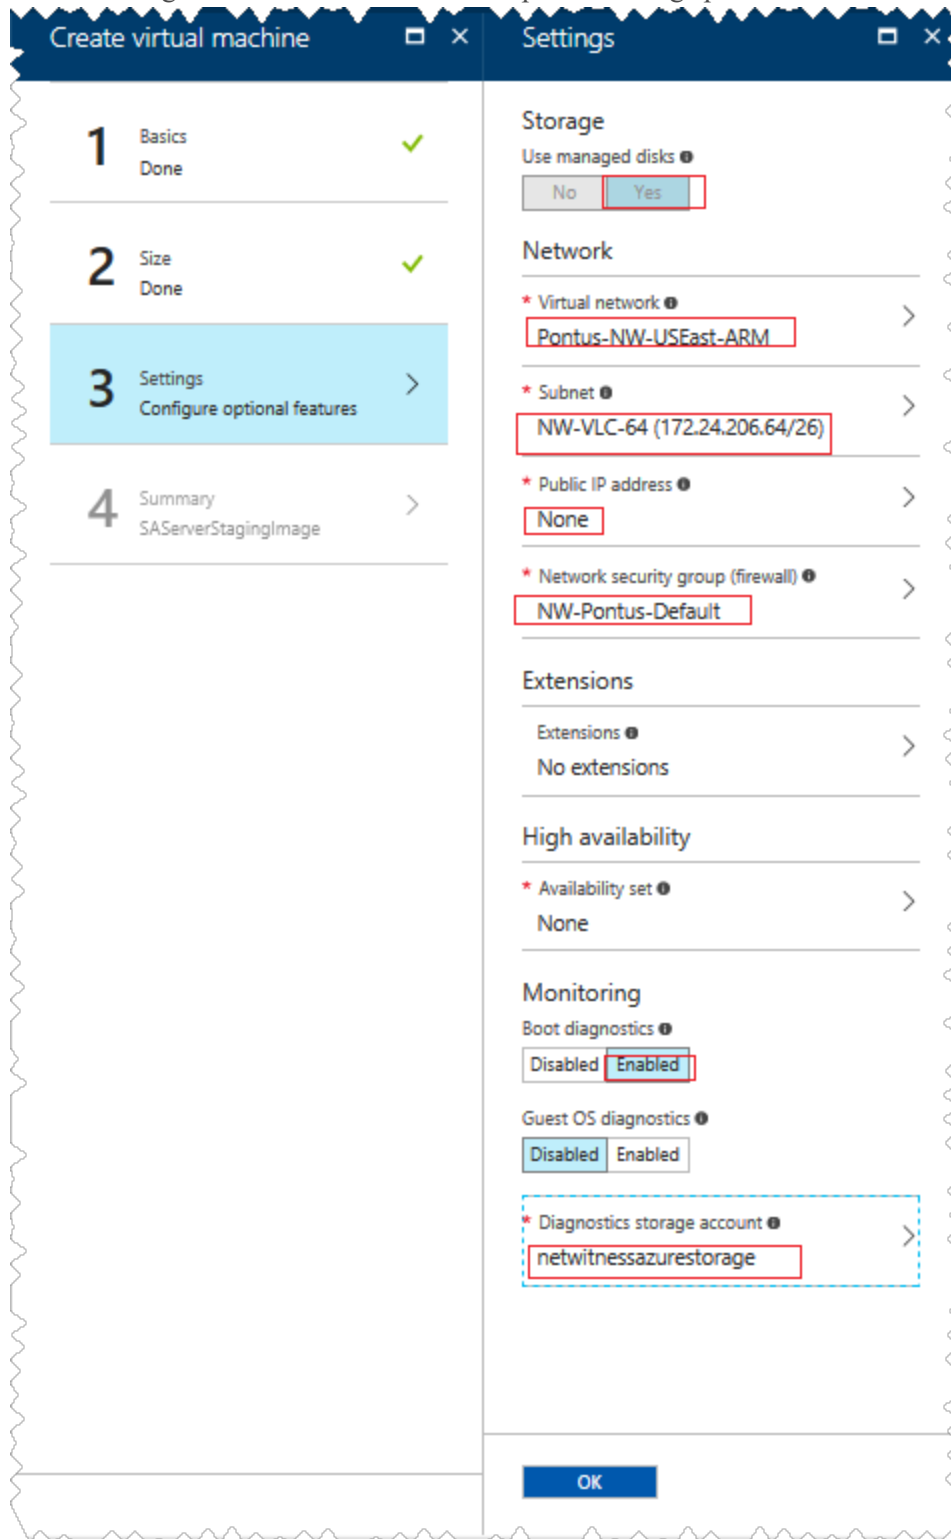 Create virtual machine
1
Basics
Done
2
Size
Done
3
Settings
Configure optional features
4
Summary
SAServerStagingImage
Settings
Storage
Use managed disks
No Yes
Network
* Virtual network
Pontus-NW-USEast-ARM
* Subnet
NW-VLC-64 (172.24.206.64/26)
* Public IP address
None
* Network security group (firewall)
NW-Pontus-Default
Extensions
Extensions
No extensions
High availability
* Availability set
None
Monitoring
Boot diagnostics
Disabled Enabled
Guest OS diagnostics
Disabled Enabled
* Diagnostics storage account
netwitnessazurestorage
OK